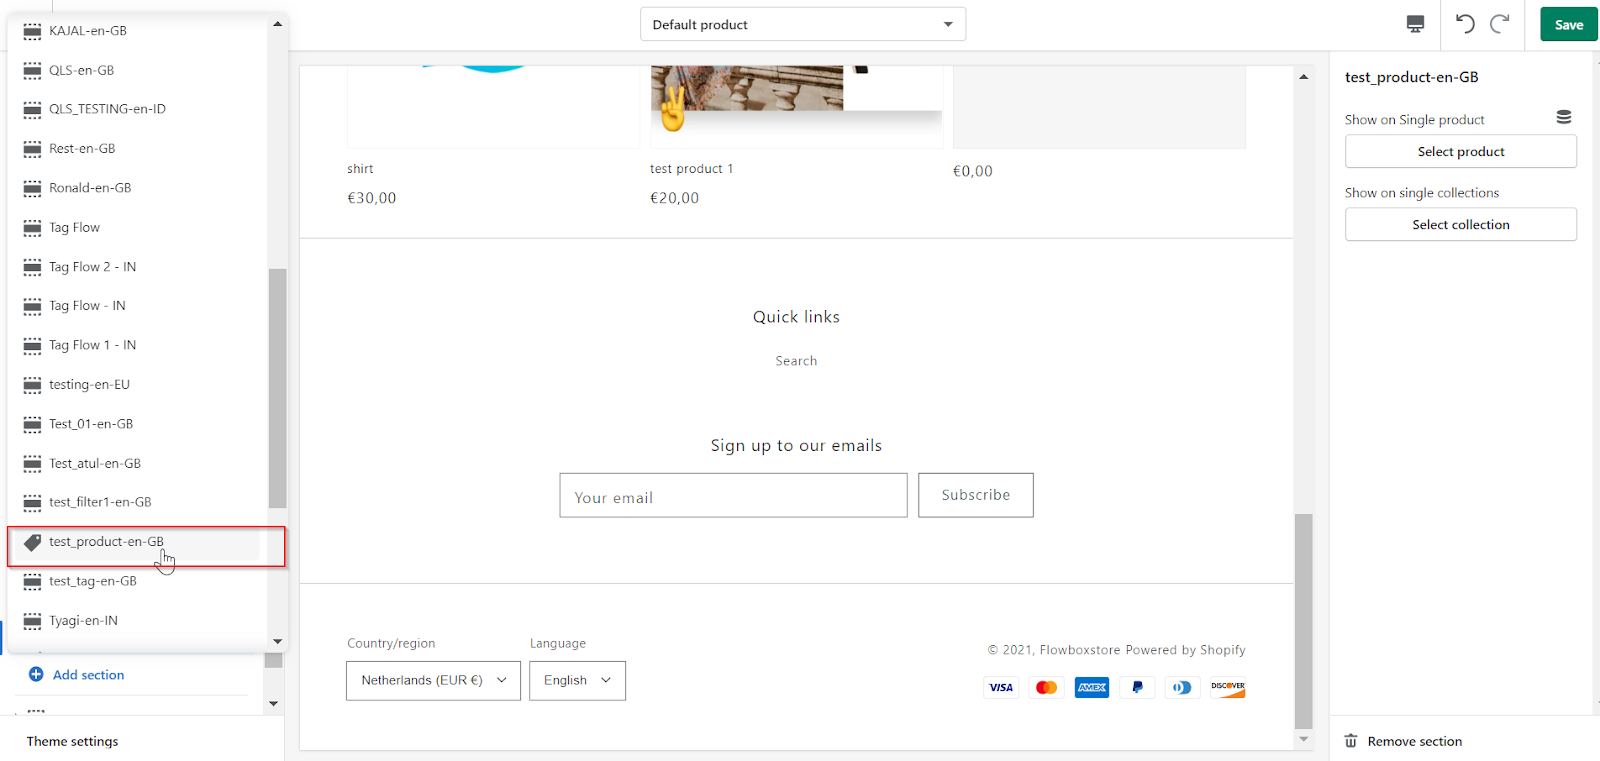 KAJAL-en-GB
QLS-en-GB
QLS_TESTING-en-ID
Rest-en-GB
Ronald-en-GB
Tag Flow
Tag Flow 2 - IN
Tag Flow - IN
Tag Flow 1 - IN
testing-en-EU
Test_01-en-GB
Test_atul-en-GB
test_filter1-en-GB
test_product-en-GB
test_tag-en-GB
Tyagi-en-IN
Add section
Theme settings
Default product
Save
shirt
€30,00
test product 1
€20,00
€0,00
Quick links
Search
Sign up to our emails
Your email
Subscribe
Country/region
Language
Netherlands (EUR €)
English
© 2021, Flowboxstore Powered by Shopify
VISA
AMEX
DISCOVER
test_product-en-GB
Show on Single product
Select product
Show on single collections
Select collection
Remove section